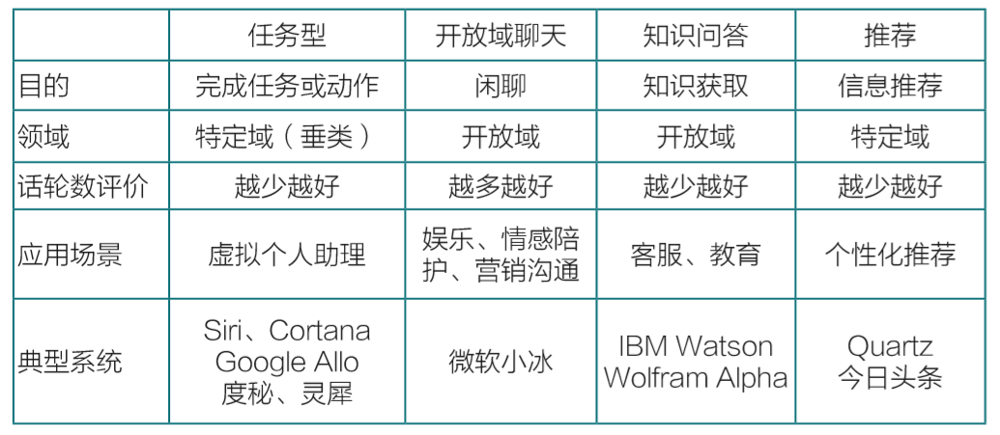 任务型 开放域聊天 知识问答 推荐
目的 完成任务或动作 闲聊 知识获取 信息推荐
领域 特定域（垂类） 开放域 开放域 特定域
话轮数评价 越少越好 越多越好 越少越好 越少越好
应用场景 虚拟个人助理 娱乐、情感陪
护、营销沟通 客服、教育 个性化推荐
典型系统 Siri、Cortana
Google Allo
度秘、灵犀 微软小冰 IBM Watson
Wolfram Alpha Quartz
今日头条